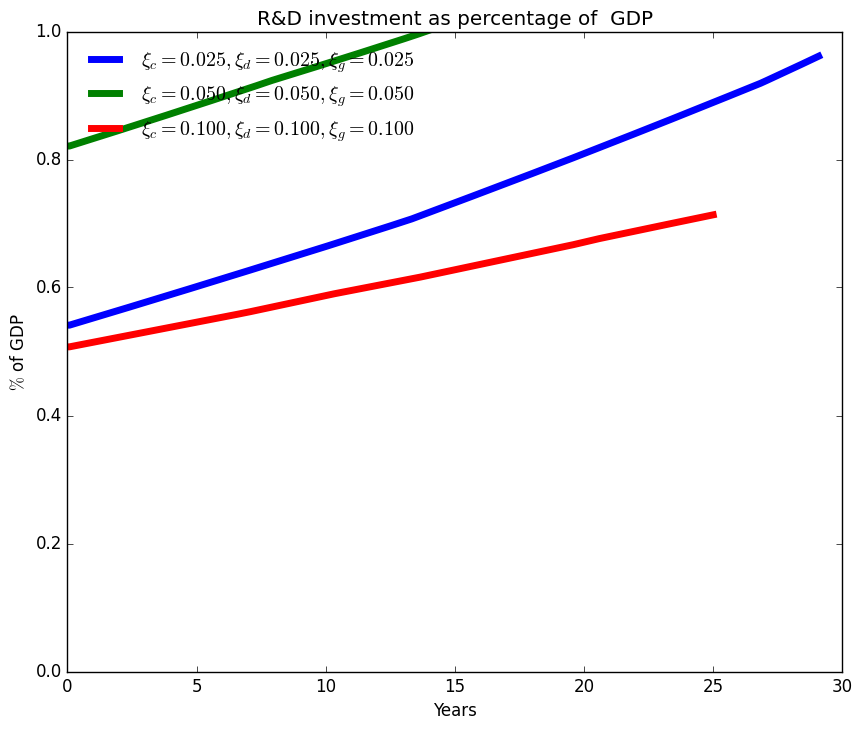 R&D investment as percentage of  GDP
1.0
ξc = 0.025, ξd = 0.025, ξg = 0.025
ξc = 0.050, ξd = 0.050, ξg = 0.050
ξc = 0.100, ξd = 0.100, ξg = 0.100
0.8
0.6
0.4
0.2
0.0
% of GDP
0 5 10 15 20 25 30
Years